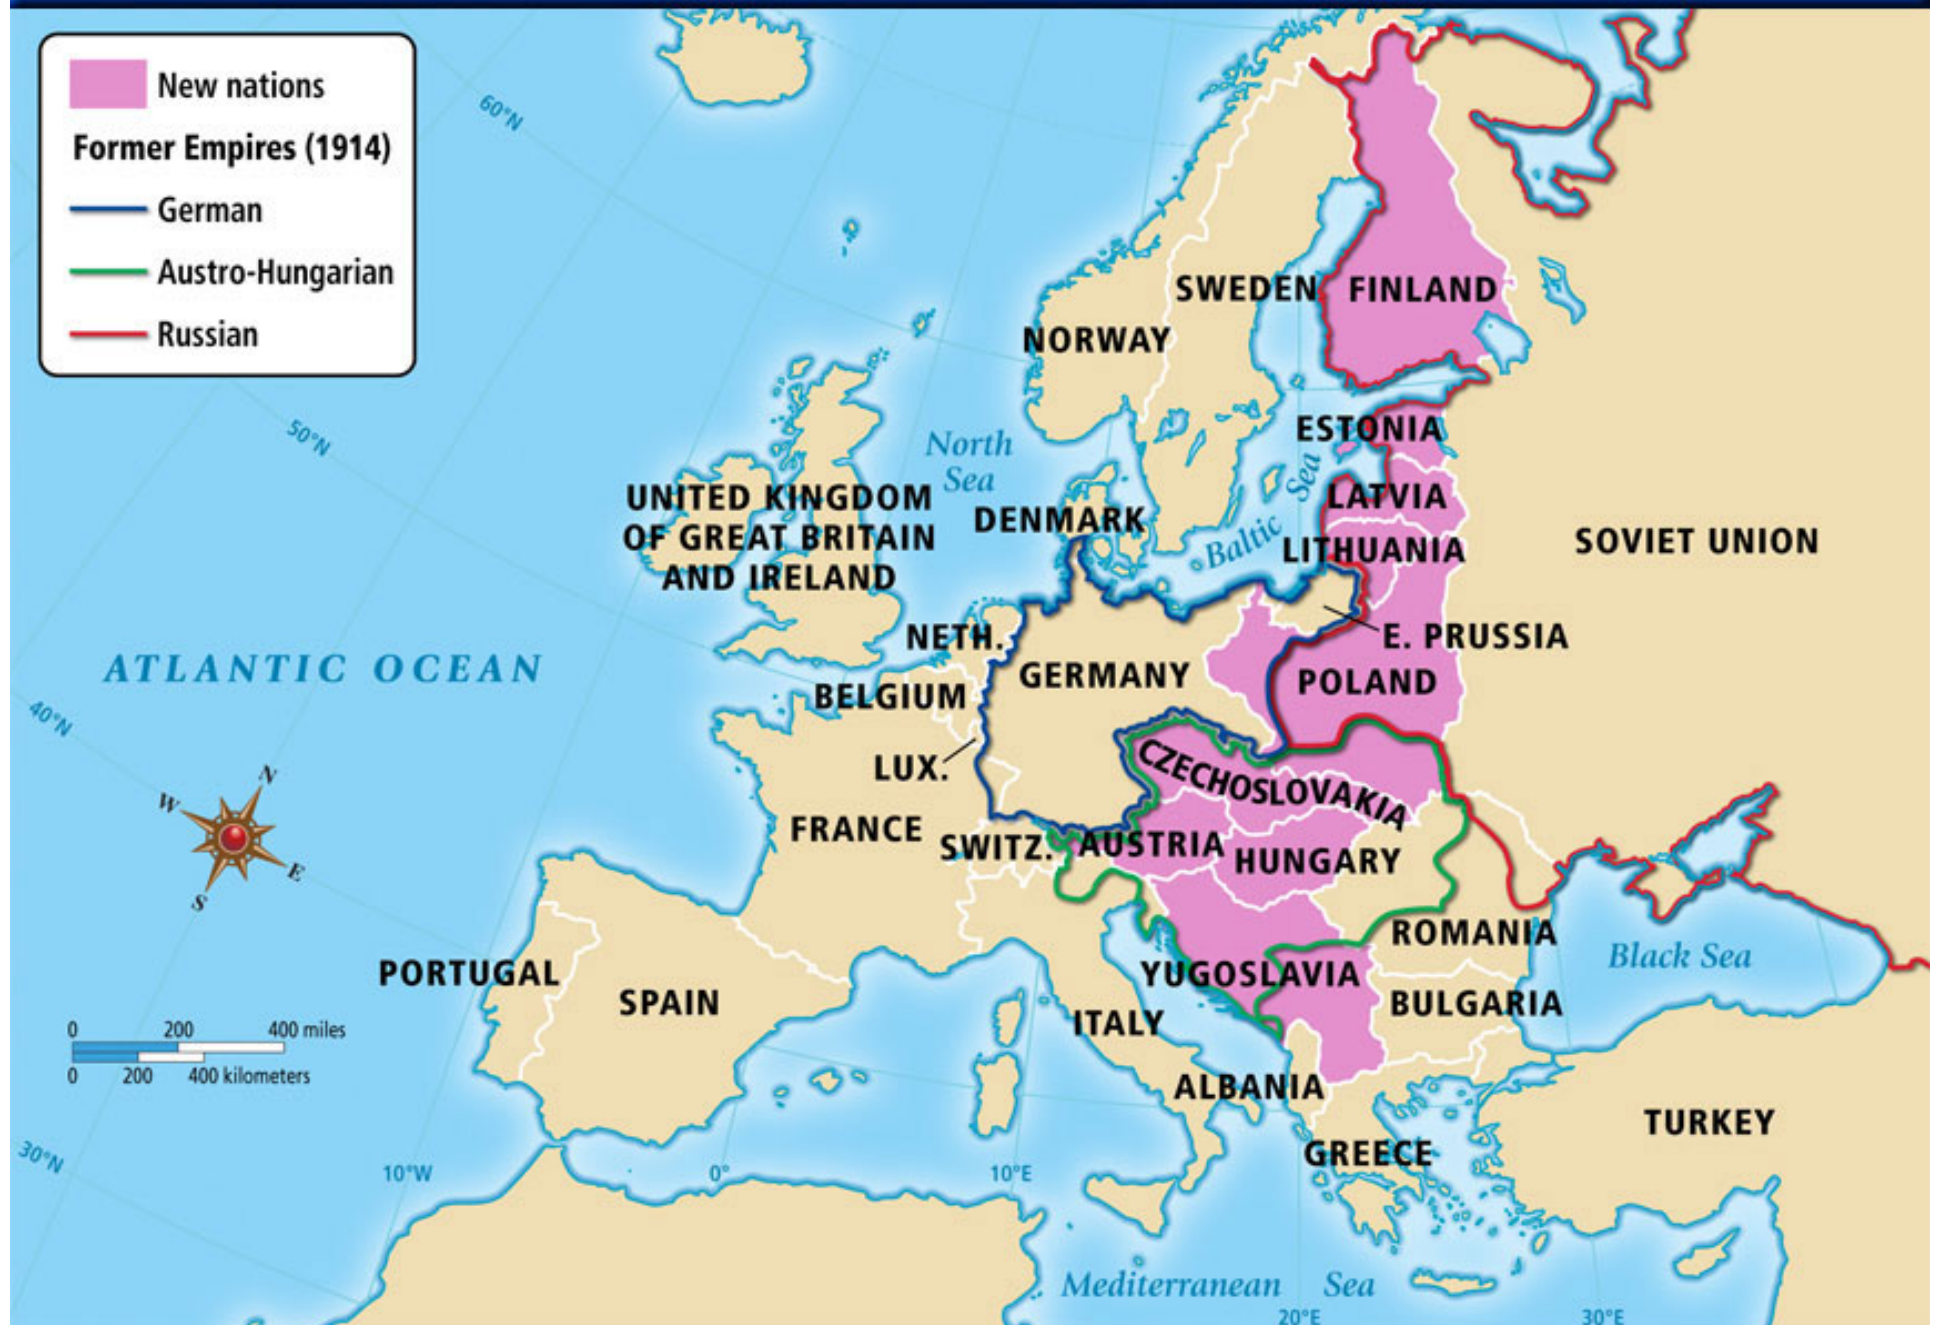 New nations
Former Empires (1914)
German
Austro-Hungarian
Russian
60°N
50°N
40°N
30°N
SWEDEN
FINLAND
NORWAY
ESTONIA
North
Sea
Baltic Sea
LATVIA
UNITED KINGDOM
OF GREAT BRITAIN
AND IRELAND
DENMARK
LITHUANIA
SOVIET UNION
NETH.
E. PRUSSIA
ATLANTIC OCEAN
GERMANY
POLAND
BELGIUM
LUX.
CZECHOSLOVAKIA
N
W
E
S
FRANCE
SWITZ.
AUSTRIA
HUNGARY
ROMANIA
Black Sea
PORTUGAL
SPAIN
YUGOSLAVIA
BULGARIA
ITALY
0 200 400 miles
0 200 400 kilometers
ALBANIA
TURKEY
GREECE
10°W
0°
10°E
Mediterranean Sea
20°E
30°E